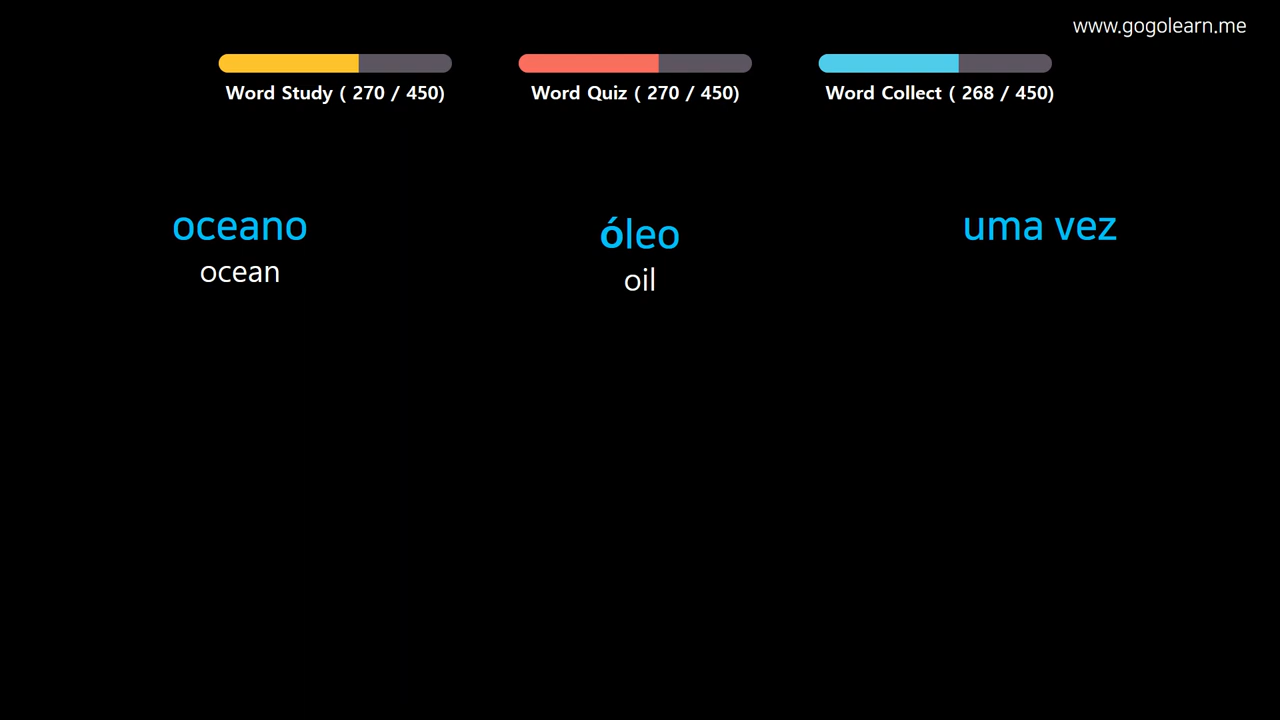 www.gogolearn.me
Word Study ( 270 / 450)
Word Quiz ( 270 / 450)
Word Collect ( 268 / 450)
oceano
ocean
óleo
oil
uma vez